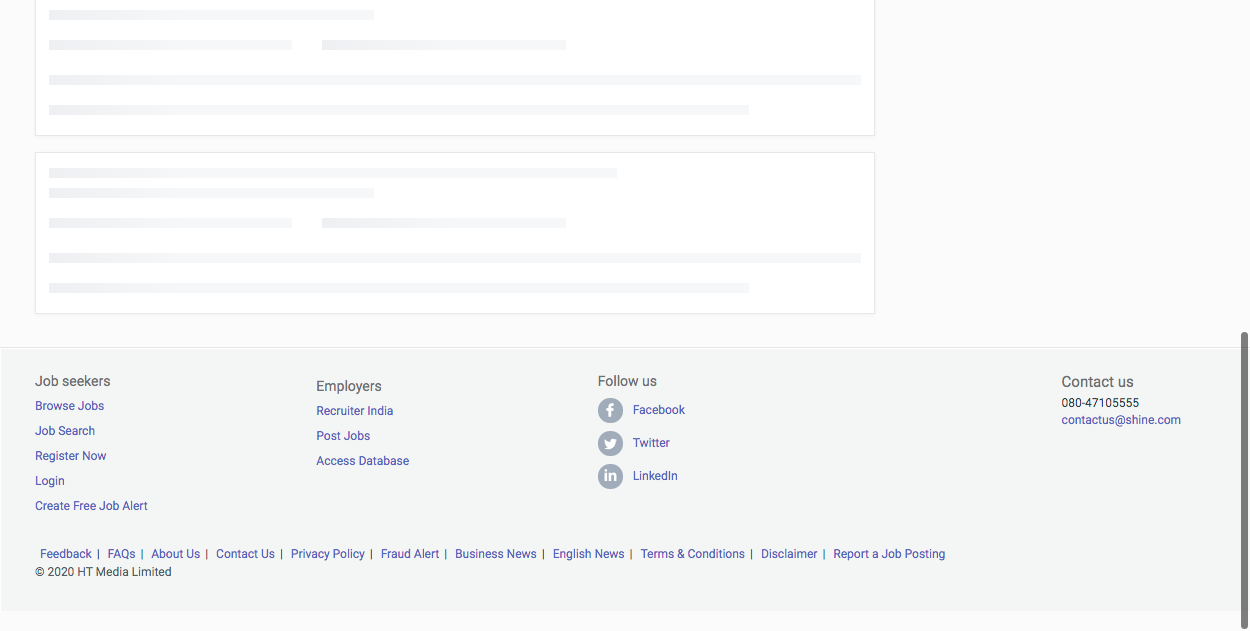 Job seekers
Browse Jobs
Job Search
Register Now
Login
Create Free Job Alert
Employers
Recruiter India
Post Jobs
Access Database
Follow us
Facebook
Twitter
LinkedIn
Contact us
080-47105555
contactus@shine.com
Feedback | FAQs | About Us | Contact Us | Privacy Policy | Fraud Alert | Business News | English News | Terms & Conditions | Disclaimer | Report a Job Posting
© 2020 HT Media Limited